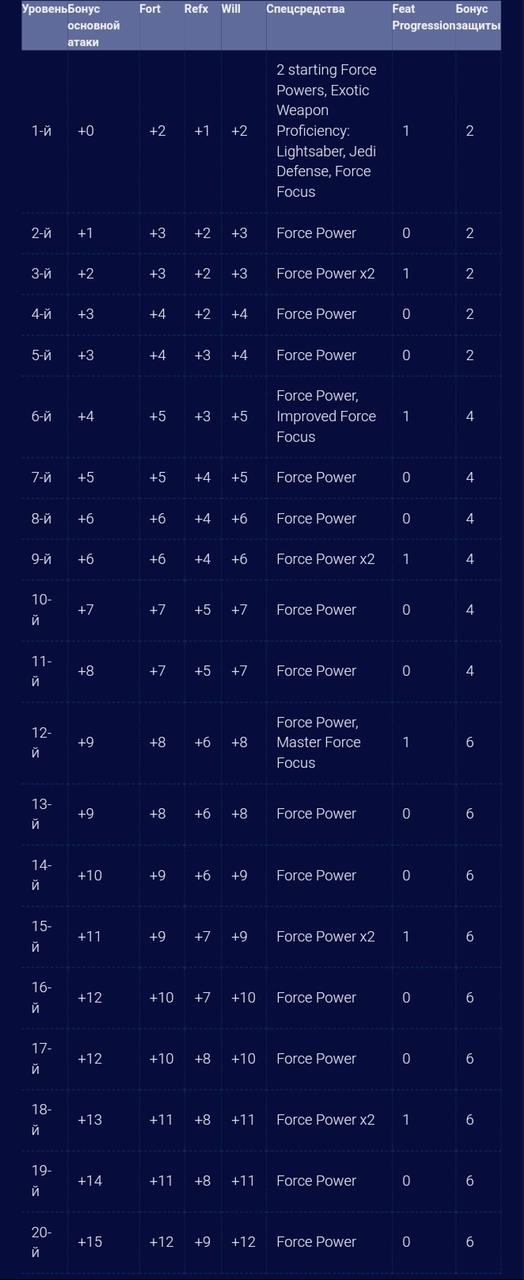 Уровень Бонус основной атаки Fort Refx Will Спецсредства Feat Progression Бонус защиты
1-й +0 +2 +1 +2 2 starting Force Powers, Exotic Weapon Proficiency: Lightsaber, Jedi Defense, Force Focus 1 2
2-й +1 +3 +2 +3 Force Power 0 2
3-й +2 +3 +2 +3 Force Power x2 1 2
4-й +3 +4 +2 +4 Force Power 0 2
5-й +3 +4 +3 +4 Force Power 0 2
6-й +4 +5 +3 +5 Force Power, Improved Force Focus 1 4
7-й +5 +5 +4 +5 Force Power 0 4
8-й +6 +6 +4 +6 Force Power 0 4
9-й +6 +6 +4 +6 Force Power x2 1 4
10-й +7 +7 +5 +7 Force Power 0 4
11-й +8 +7 +5 +7 Force Power 0 4
12-й +9 +8 +6 +8 Force Power, Master Force Focus 1 6
13-й +9 +8 +6 +8 Force Power 0 6
14-й +10 +9 +6 +9 Force Power 0 6
15-й +11 +9 +7 +9 Force Power x2 1 6
16-й +12 +10 +7 +10 Force Power 0 6
17-й +12 +10 +8 +10 Force Power 0 6
18-й +13 +11 +8 +11 Force Power x2 1 6
19-й +14 +11 +8 +11 Force Power 0 6
20-й +15 +12 +9 +12 Force Power 0 6